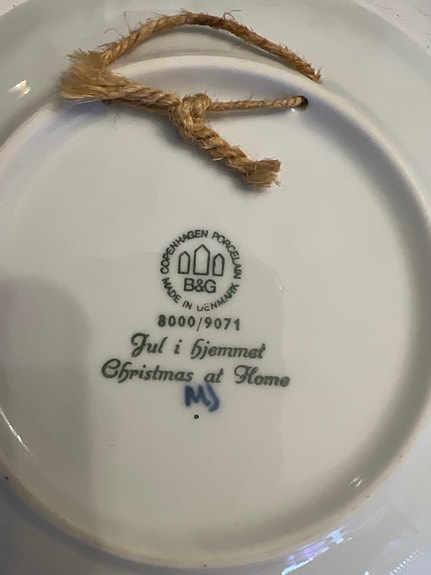 COPENHAGEN PORCELAIN
B&G
MADE IN DENMARK
8000/9071
Jul i hjemmet
Christmas at Home
MJ